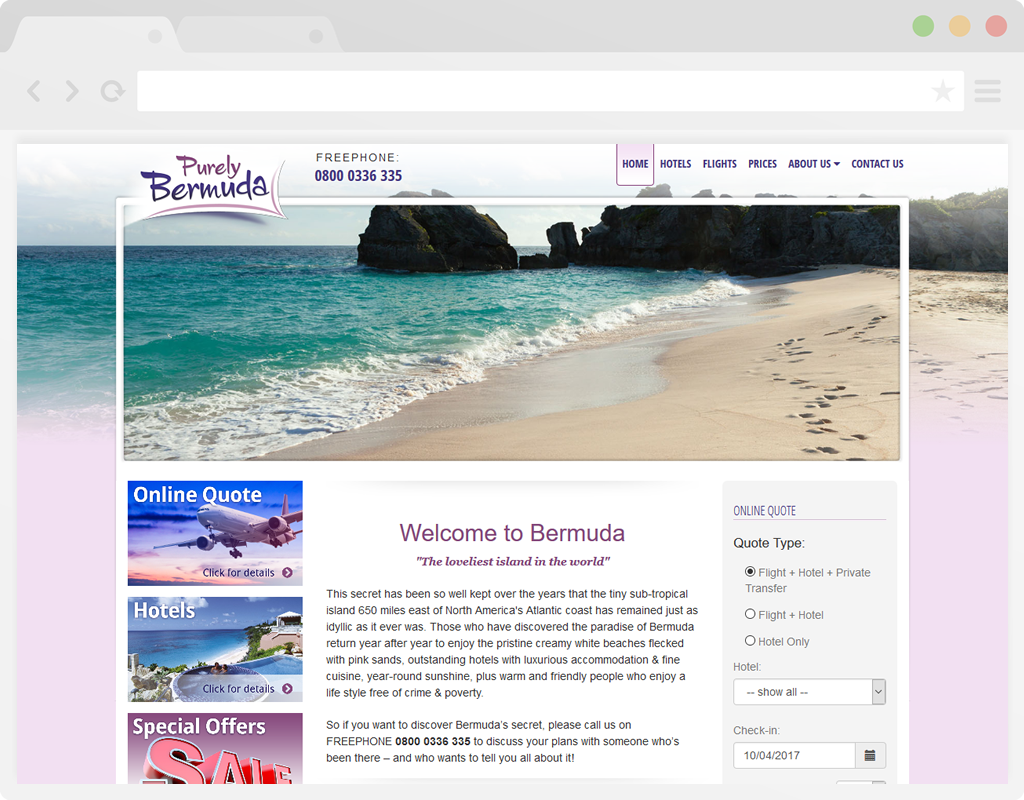 Purely
Bermuda
FREEPHONE:
0800 0336 335
HOME HOTELS FLIGHTS PRICES ABOUT US CONTACT US
Online Quote
Click for details
Hotels
Click for details
Special Offers
SALE
Welcome to Bermuda
"The loveliest island in the world"
This secret has been so well kept over the years that the tiny sub-tropical
island 650 miles east of North America's Atlantic coast has remained just as
idyllic as it ever was. Those who have discovered the paradise of Bermuda
return year after year to enjoy the pristine creamy white beaches flecked
with pink sands, outstanding hotels with luxurious accommodation & fine
cuisine, year-round sunshine, plus warm and friendly people who enjoy a
life style free of crime & poverty.
So if you want to discover Bermuda's secret, please call us on
FREEPHONE 0800 0336 335 to discuss your plans with someone who's
been there – and who wants to tell you all about it!
ONLINE QUOTE
Quote Type:
Flight + Hotel + Private
Transfer
Flight + Hotel
Hotel Only
Hotel:
-- show all --
Check-in:
10/04/2017